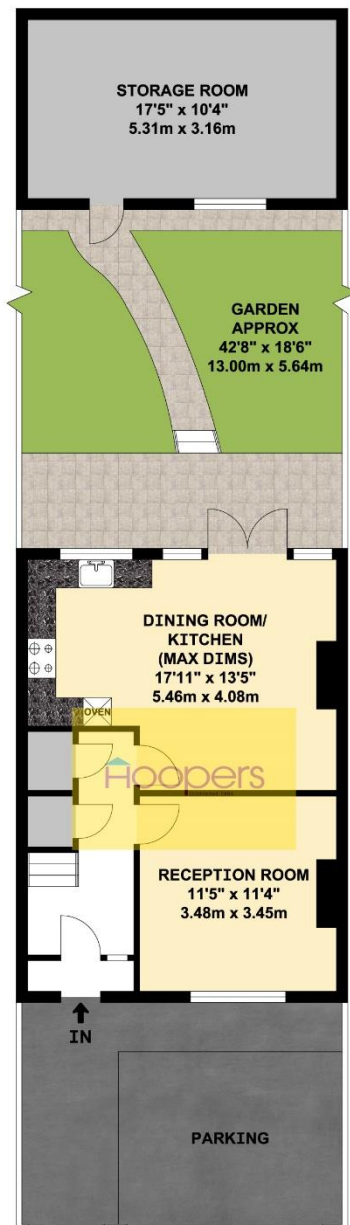 STORAGE ROOM
17'5" x 10'4"
5.31m x 3.16m
GARDEN
APPROX
42'8" x 18'6"
13.00m x 5.64m
DINING ROOM/
KITCHEN
(MAX DIMS)
17'11" x 13'5"
5.46m x 4.08m
OVEN
Hoopers
RECEPTION ROOM
11'5" x 11'4"
3.48m x 3.45m
IN
PARKING